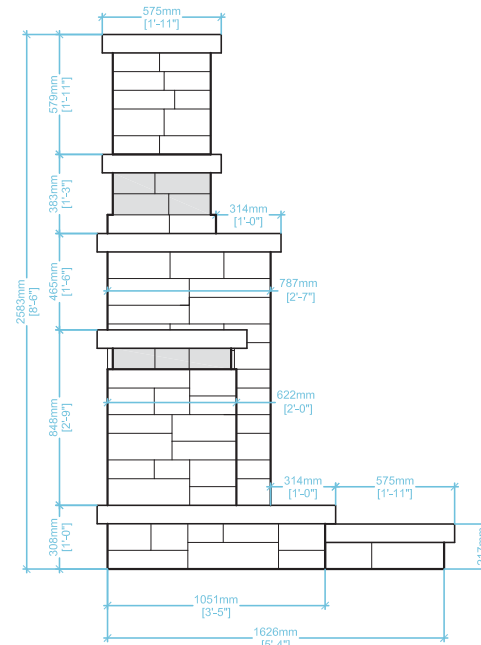 575mm
[1'-11"]
579mm
[1'-11"]
383mm
[1'-3"]
314mm
[1'-0"]
465mm
[1'-6"]
787mm
[2'-7"]
2583mm
[8'-6"]
622mm
[2'-0"]
848mm
[2'-9"]
314mm
[1'-0"]
575mm
[1'-11"]
308mm
[1'-0"]
1051mm
[3'-5"]
1626mm
[5'-4"]